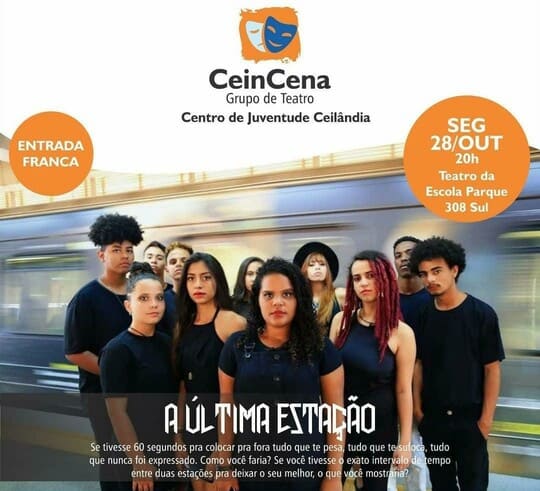 CeinCena
Grupo de Teatro
Centro de Juventude Ceilândia
ENTRADA
FRANCA
SEG
28/OUT
20h
Teatro da
Escola Parque
308 Sul
A ÚLTIMA ESTAÇÃO
Se tivesse 60 segundos pra colocar pra fora tudo que te pesa, tudo que te sufoca, tudo
que nunca foi expressado. Como você faria? Se você tivesse o exato intervalo de tempo
entre duas estações pra deixar o seu melhor, o que você mostraria?